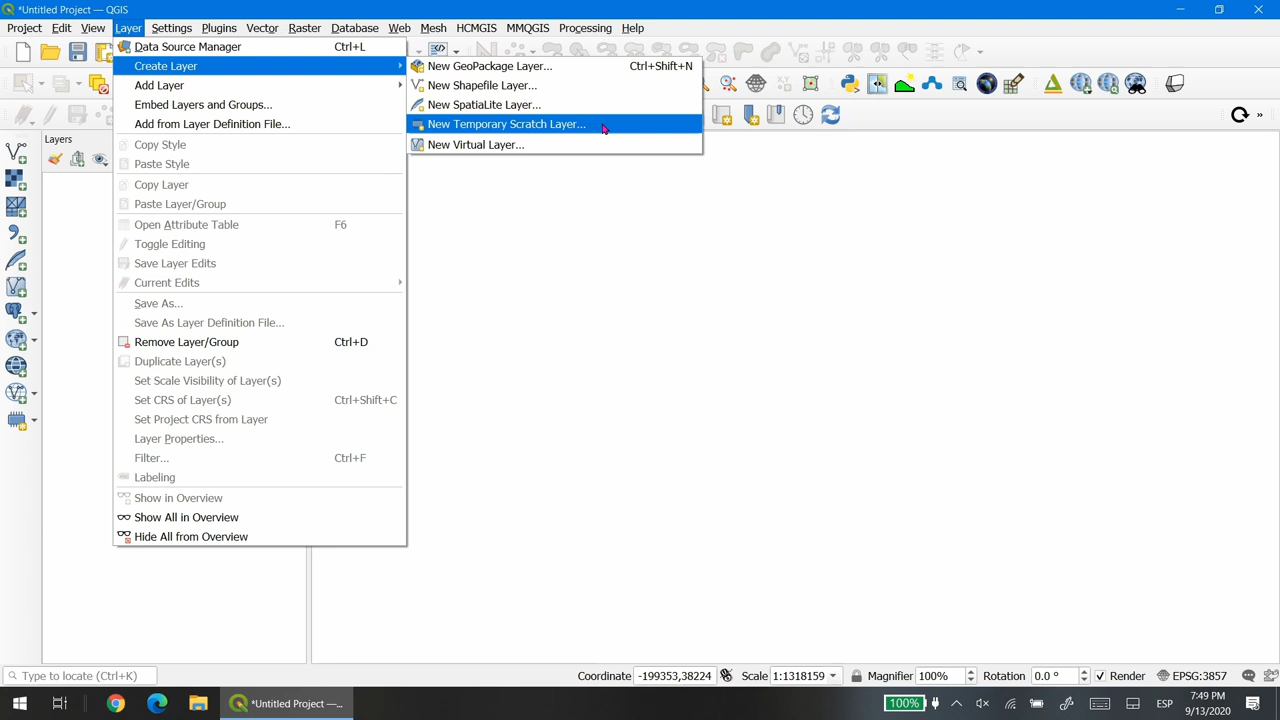 *Untitled Project — QGIS
Project Edit View Layer Settings Plugins Vector Raster Database Web Mesh HCMGIS MMQGIS Processing Help
Data Source Manager Ctrl+L
Create Layer
Add Layer
Embed Layers and Groups...
Add from Layer Definition File...
Copy Style
Paste Style
Copy Layer
Paste Layer/Group
Open Attribute Table F6
Toggle Editing
Save Layer Edits
Current Edits
Save As...
Save As Layer Definition File...
Remove Layer/Group Ctrl+D
Duplicate Layer(s)
Set Scale Visibility of Layer(s)
Set CRS of Layer(s) Ctrl+Shift+C
Set Project CRS from Layer
Layer Properties...
Filter... Ctrl+F
Labeling
Show in Overview
Show All in Overview
Hide All from Overview
New GeoPackage Layer... Ctrl+Shift+N
New Shapefile Layer...
New SpatiaLite Layer...
New Temporary Scratch Layer...
New Virtual Layer...
Layers
Type to locate (Ctrl+K)
Coordinate -199353,38224 Scale 1:1318159 Magnifier 100% Rotation 0.0 ° Render EPSG:3857
*Untitled Project —...
100%
ESP
7:49 PM
9/13/2020